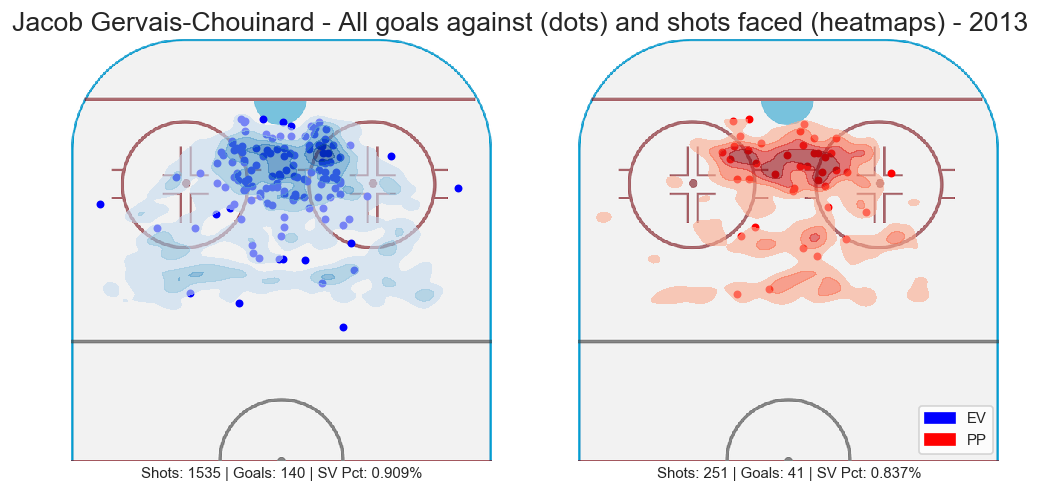 Jacob Gervais-Chouinard - All goals against (dots) and shots faced (heatmaps) - 2013
EV
PP
Shots: 1535 | Goals: 140 | SV Pct: 0.909%
Shots: 251 | Goals: 41 | SV Pct: 0.837%